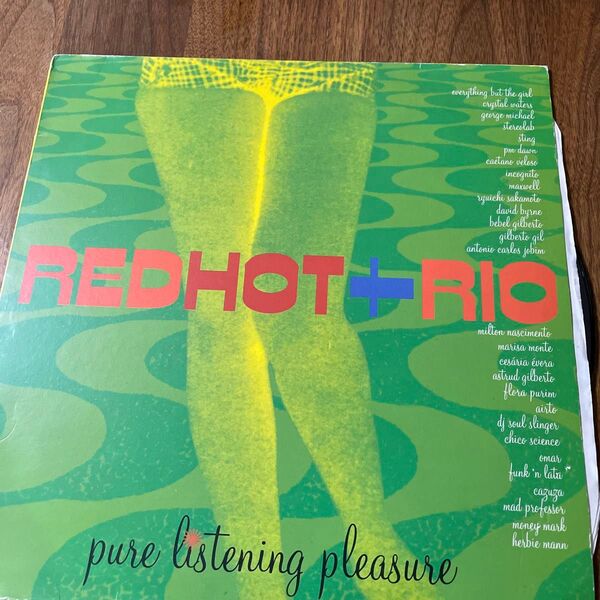 everything but the girl
crystal waters
george michael
stereolab
sting
pm dawn
caetano veloso
incognito
maxwell
ryuichi sakamoto
david byrne
bebel gilberto
gilberto gil
antonio carlos jobim
REDHOT+RIO
milton nascimento
marisa monte
cesária évora
astrud gilberto
flora purim
airto
dj soul slinger
chico science
omar
funk 'n lata
cazuza
mad professor
money mark
herbie mann
pure listening pleasure